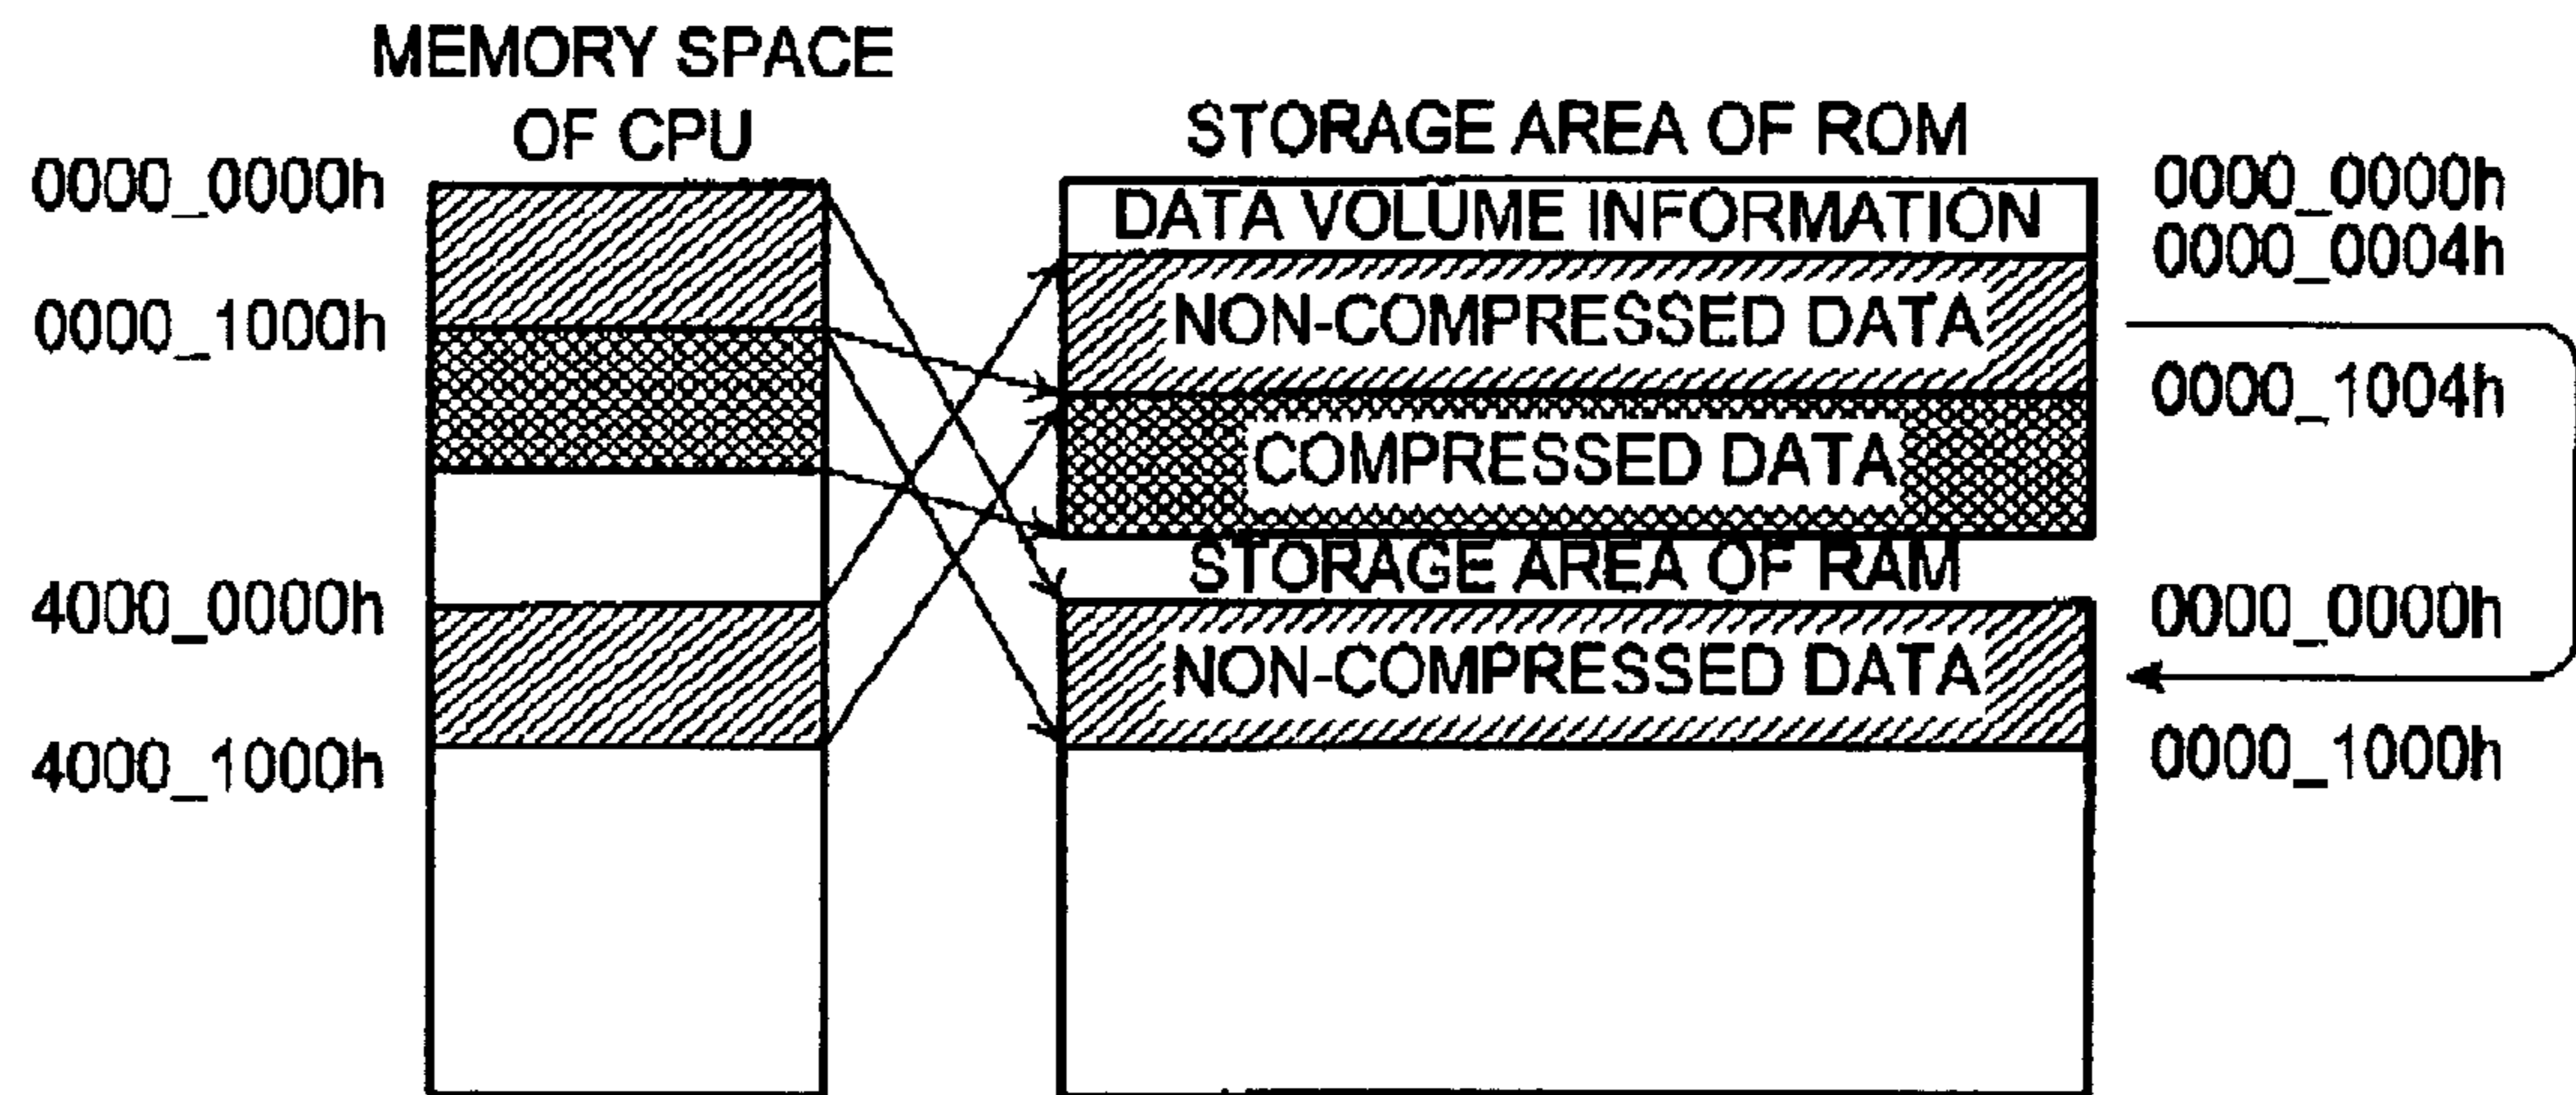 MEMORY SPACE
OF CPU
0000_0000h
0000_1000h
4000_0000h
4000_1000h
STORAGE AREA OF ROM
DATA VOLUME INFORMATION
NON-COMPRESSED DATA
COMPRESSED DATA
0000_0000h
0000_0004h
0000_1004h
STORAGE AREA OF RAM
NON-COMPRESSED DATA
0000_0000h
0000_1000h